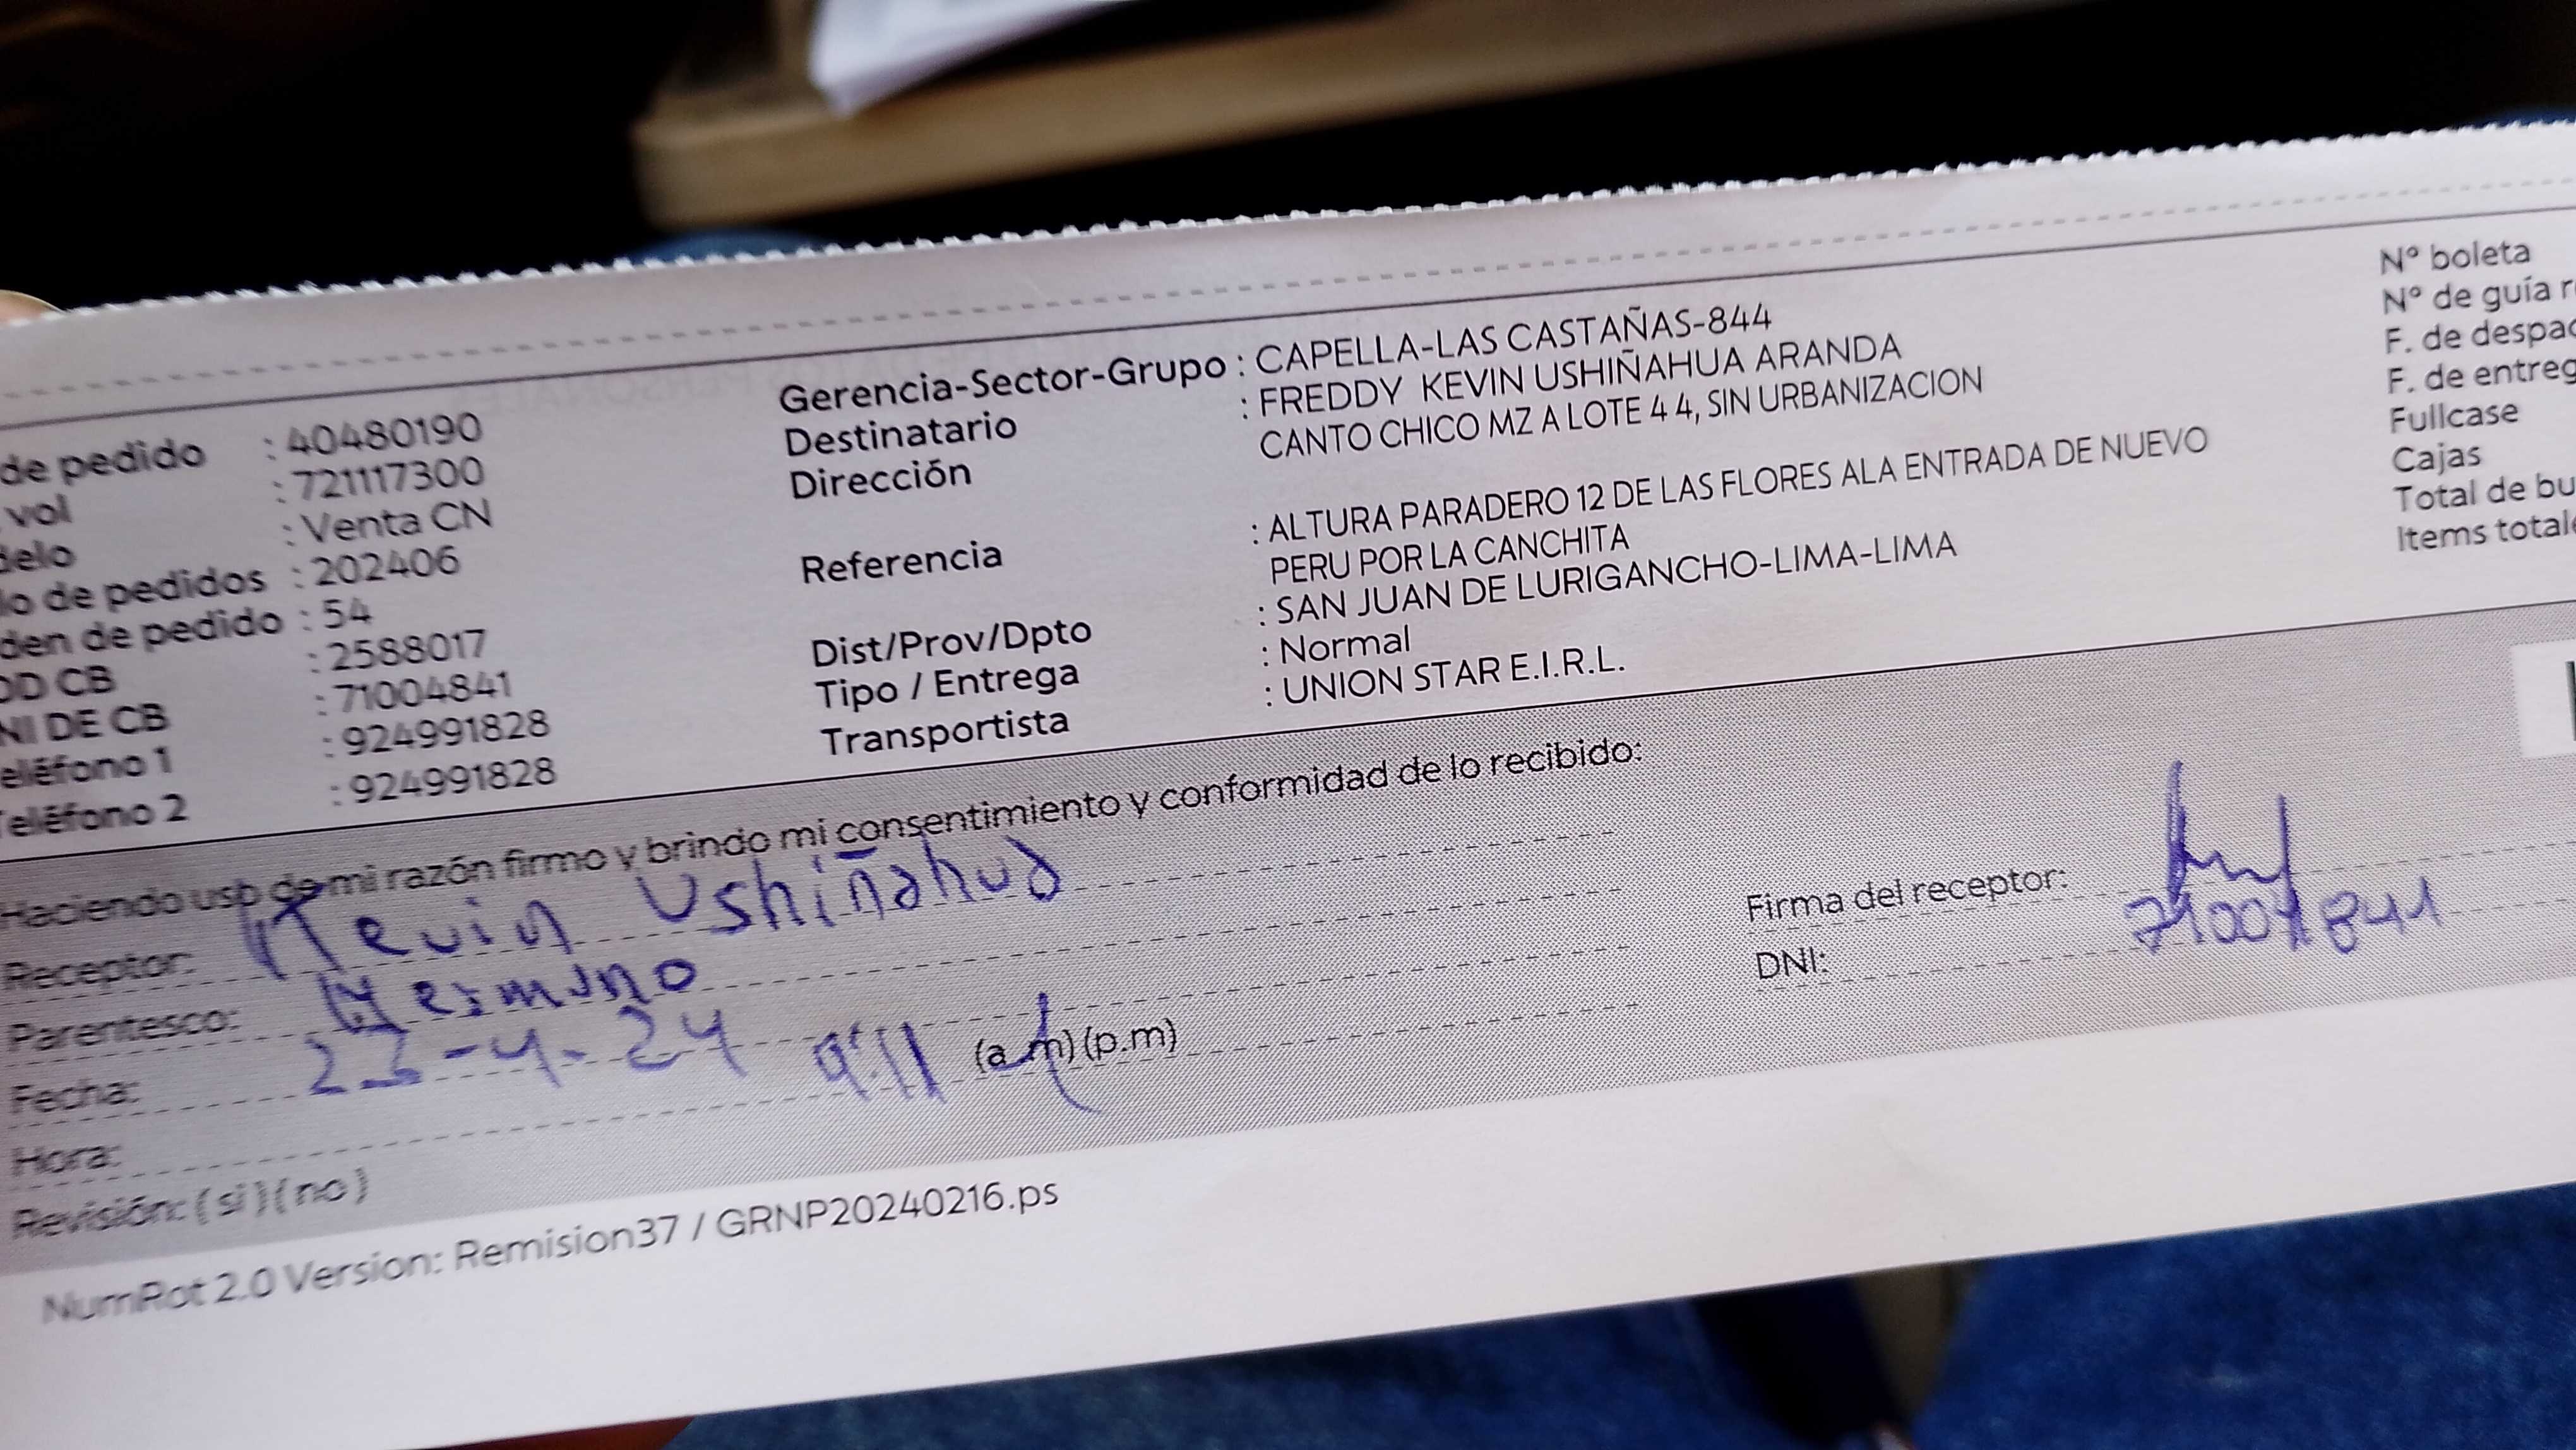 de pedido : 40480190
vol : 721117300
delo : Venta CN
lo de pedidos : 202406
den de pedido : 54
OD CB : 2588017
NI DE CB : 71004841
eléfono 1 : 924991828
Teléfono 2 : 924991828
Gerencia-Sector-Grupo : CAPELLA-LAS CASTAÑAS-844
Destinatario : FREDDY KEVIN USHIÑAHUA ARANDA
Dirección CANTO CHICO MZ A LOTE 4 4, SIN URBANIZACION
Referencia : ALTURA PARADERO 12 DE LAS FLORES ALA ENTRADA DE NUEVO
PERU POR LA CANCHITA
Dist/Prov/Dpto : SAN JUAN DE LURIGANCHO-LIMA-LIMA
Tipo / Entrega : Normal
Transportista : UNION STAR E.I.R.L.
N° boleta
N° de guía r
F. de despac
F. de entreg
Fullcase
Cajas
Total de bu
Items totale
Haciendo uso de mi razón firmo y brindo mi consentimiento y conformidad de lo recibido:
Receptor: Kevin Ushiñahua
Parentesco:
Fecha: 23-4-24
Hora: 9:11 (a.m) (p.m)
Revisión: ( si ) ( no )
Firma del receptor:
DNI: 71004841
NumRot 2.0 Version: Remision37 / GRNP20240216.ps